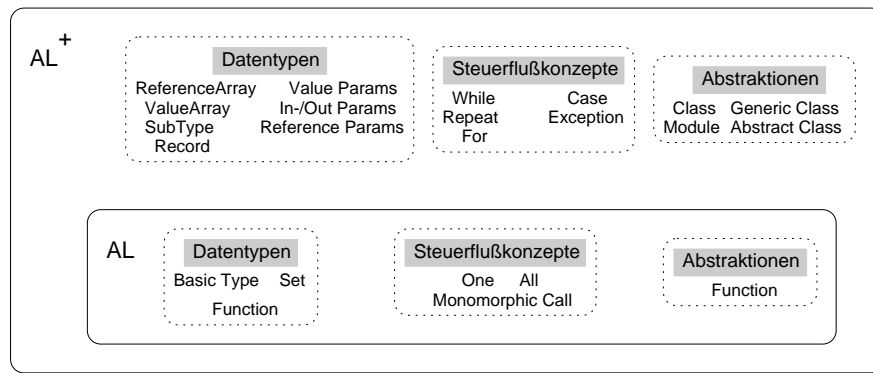 AL+
Datentypen
ReferenceArray Value Params
ValueArray In-/Out Params
SubType Reference Params
Record
Steuerflußkonzepte
While Case
Repeat Exception
For
Abstraktionen
Class Generic Class
Module Abstract Class
AL
Datentypen
Basic Type Set
Function
Steuerflußkonzepte
One All
Monomorphic Call
Abstraktionen
Function